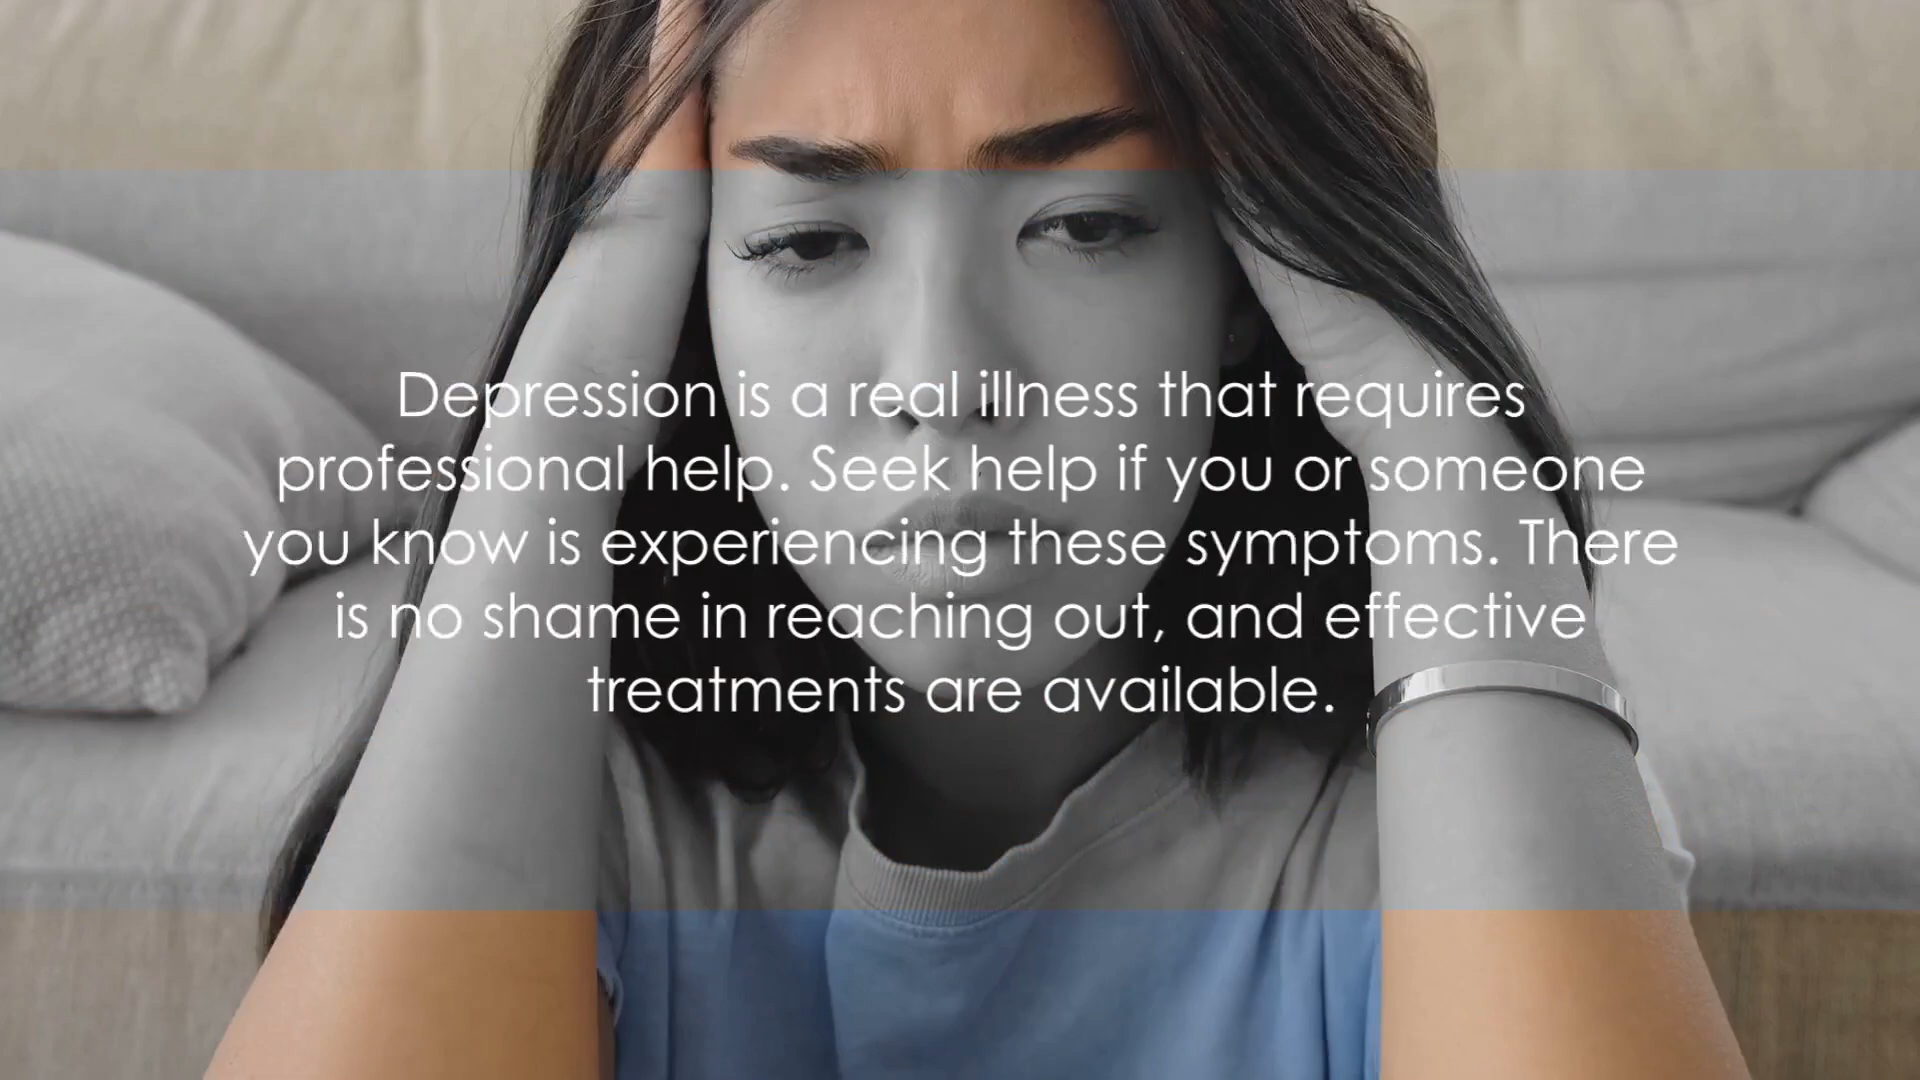 Depression is a real illness that requires
professional help. Seek help if you or someone
you know is experiencing these symptoms. There
is no shame in reaching out, and effective
treatments are available.